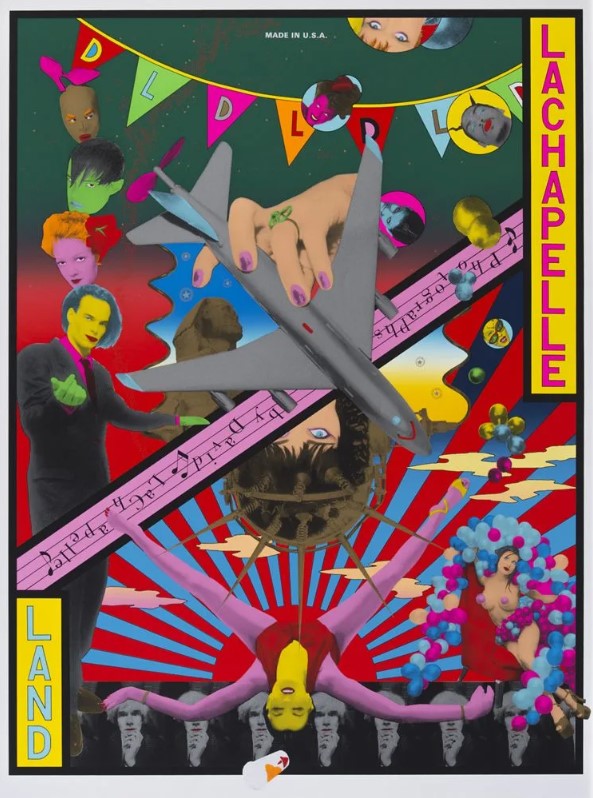 MADE IN U.S.A.
D L D L D L
LACHAPELLE
photographs
by David LaChapelle
LAND